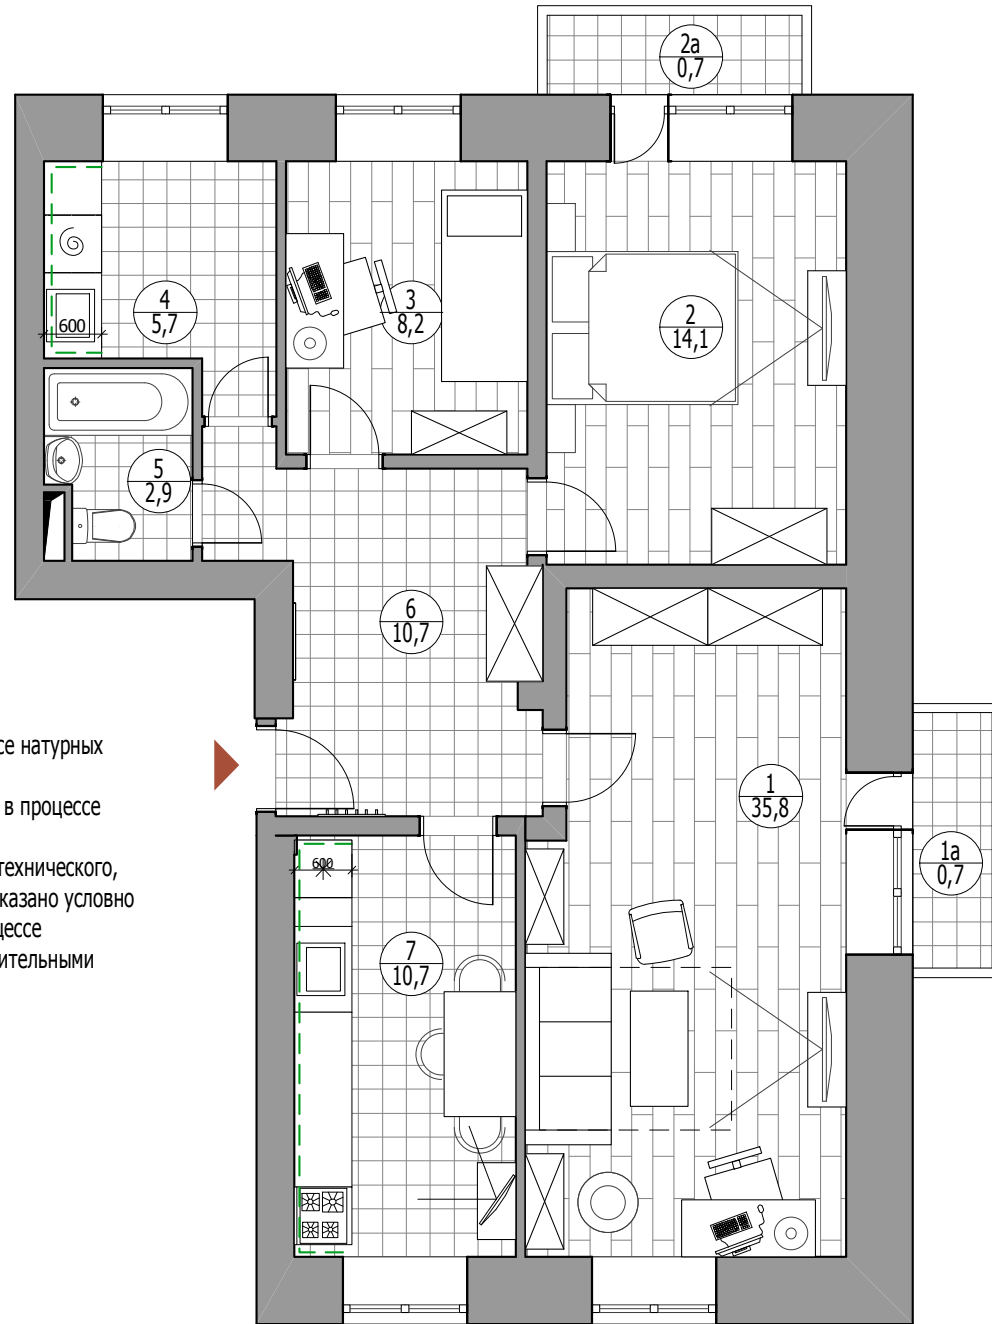 2а
0,7
4
5,7
600
3
8,2
2
14,1
5
2,9
6
10,7
се натурных
в процессе
технического,
казано условно
цессе
ительными
1
35,8
1а
0,7
600
7
10,7